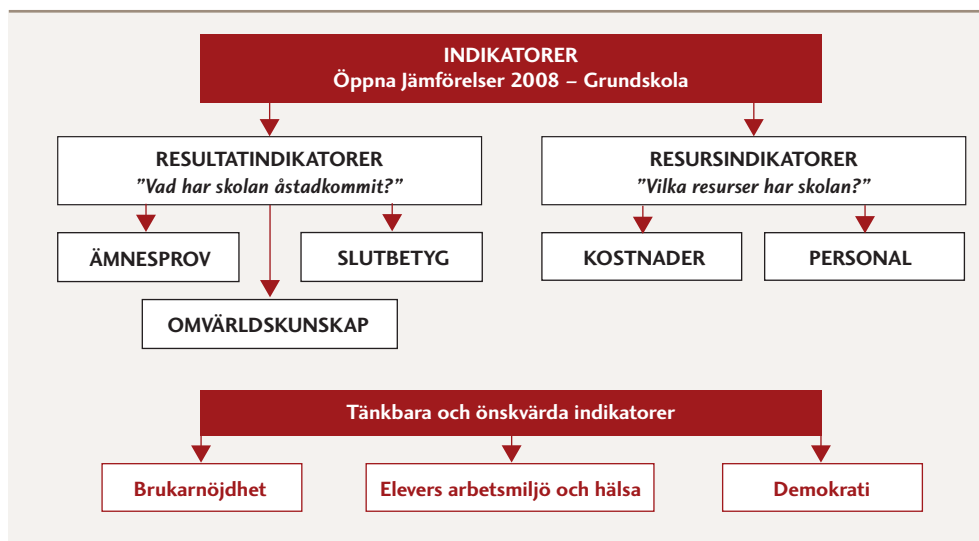 INDIKATORER
Öppna Jämförelser 2008 – Grundskola
RESULTATINDIKATORER
”Vad har skolan åstadkommit?”
RESURSINDIKATORER
”Vilka resurser har skolan?”
ÄMNESPROV
SLUTBETYG
KOSTNADER
PERSONAL
OMVÄRLDSKUNSKAP
Tänkbara och önskvärda indikatorer
Brukarnöjdhet
Elevers arbetsmiljö och hälsa
Demokrati